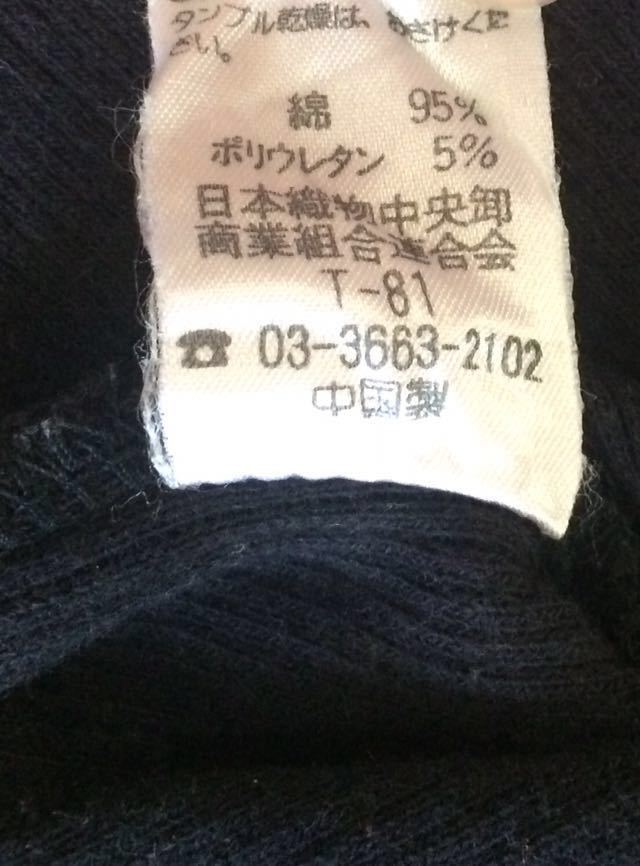 タンブル乾燥は、おさけくだ
さい。
綿 95%
ポリウレタン 5%
日本織物中央卸
商業組合連合会
T-81
☎ 03-3663-2102
中国製